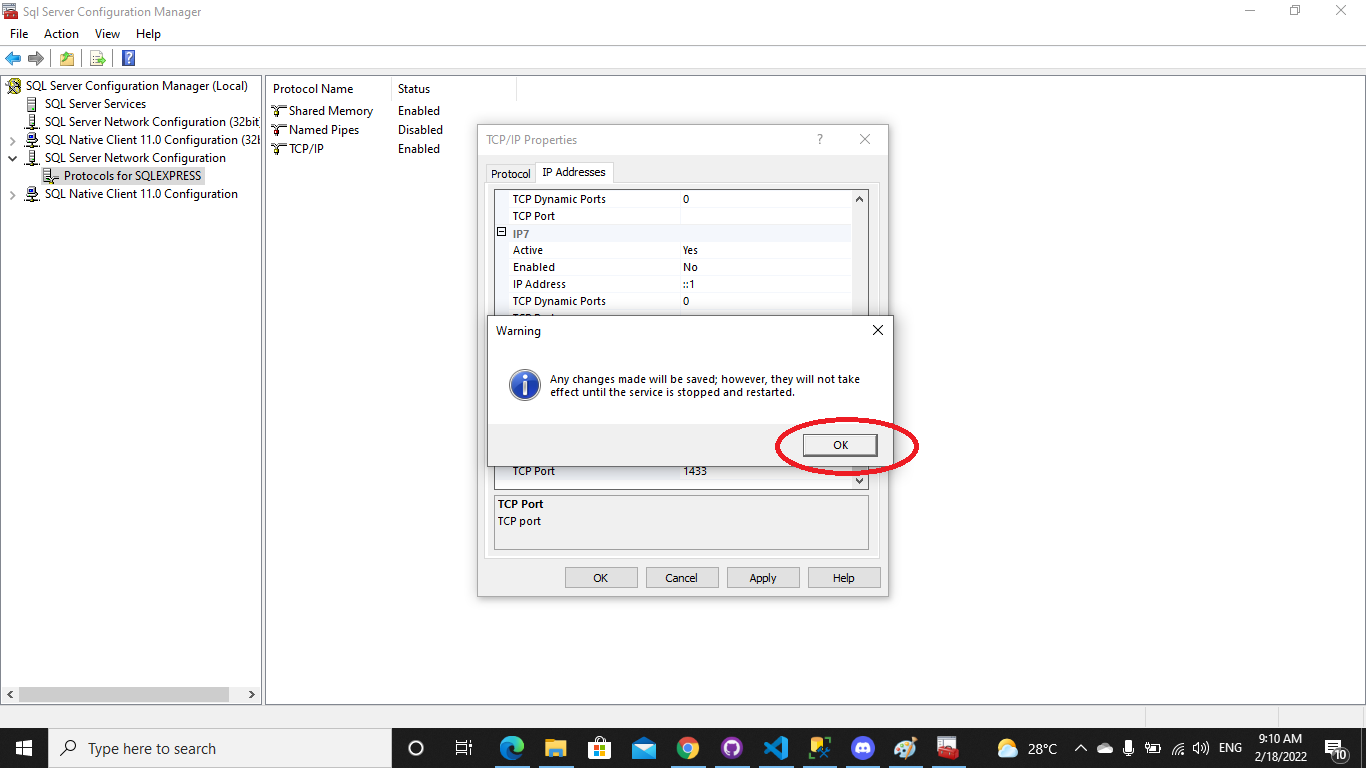 Sql Server Configuration Manager
File Action View Help
SQL Server Configuration Manager (Local)
SQL Server Services
SQL Server Network Configuration (32bit
SQL Native Client 11.0 Configuration (32b
SQL Server Network Configuration
Protocols for SQLEXPRESS
SQL Native Client 11.0 Configuration
Protocol Name Status
Shared Memory Enabled
Named Pipes Disabled
TCP/IP Enabled
TCP/IP Properties
Protocol IP Addresses
TCP Dynamic Ports 0
TCP Port
IP7
Active Yes
Enabled No
IP Address ::1
TCP Dynamic Ports 0
Warning
Any changes made will be saved; however, they will not take
effect until the service is stopped and restarted.
OK
TCP Port 1433
TCP Port
TCP port
OK Cancel Apply Help
Type here to search
28°C
ENG
9:10 AM
2/18/2022
10